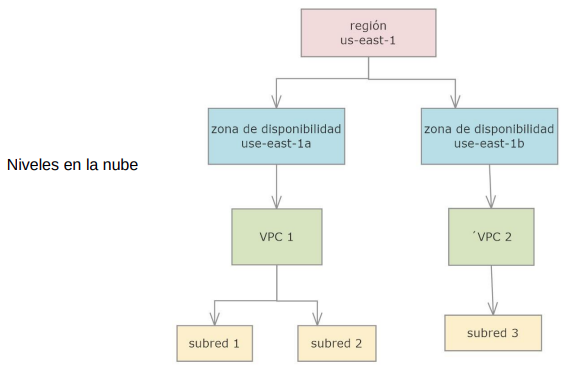 región
us-east-1
zona de disponibilidad
use-east-1a
zona de disponibilidad
use-east-1b
Niveles en la nube
VPC 1
´VPC 2
subred 1
subred 2
subred 3